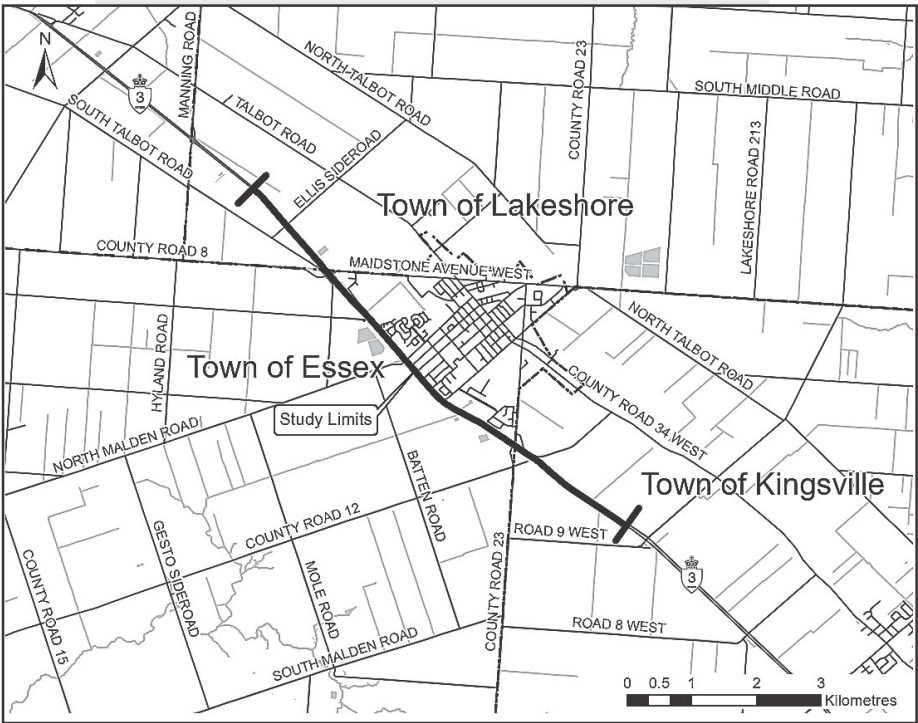 N
3
MANNING ROAD
NORTH TALBOT ROAD
COUNTY ROAD 23
SOUTH MIDDLE ROAD
SOUTH TALBOT ROAD
TALBOT ROAD
ELLIS SIDEROAD
LAKESHORE ROAD 213
Town of Lakeshore
COUNTY ROAD 8
MAIDSTONE AVENUE WEST
HYLAND ROAD
NORTH TALBOT ROAD
Town of Essex
COUNTY ROAD 34 WEST
Study Limits
NORTH MALDEN ROAD
BATTEN ROAD
Town of Kingsville
COUNTY ROAD 12
ROAD 9 WEST
COUNTY ROAD 15
GESTO SIDEROAD
MOLE ROAD
COUNTY ROAD 23
3
ROAD 8 WEST
SOUTH MALDEN ROAD
0 0.5 1 2 3
Kilometres